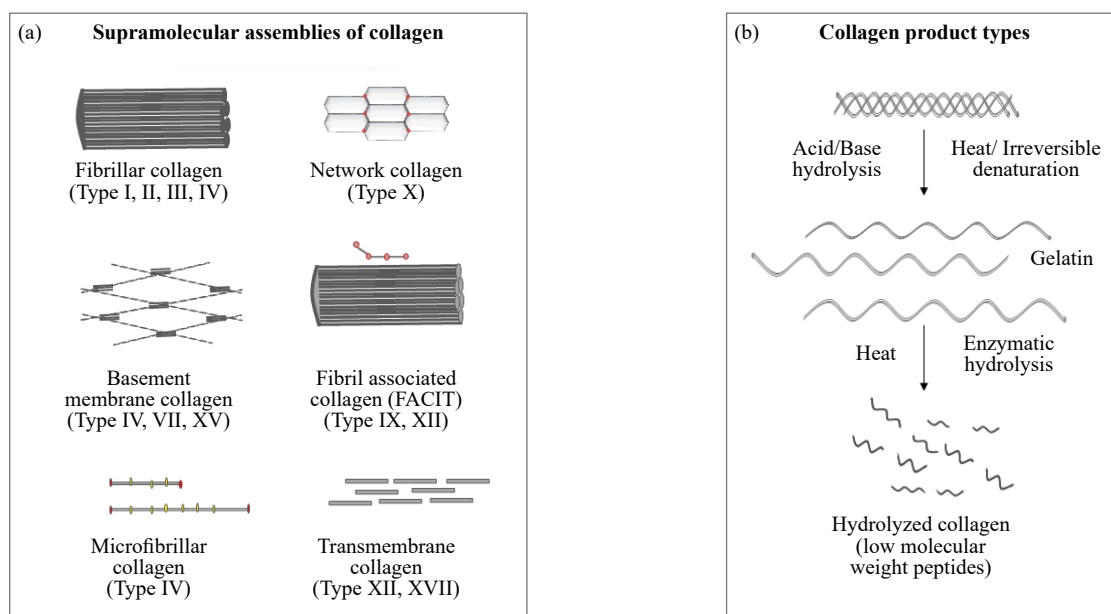 (a) Supramolecular assemblies of collagen
Fibrillar collagen
(Type I, II, III, IV)
Network collagen
(Type X)
Basement
membrane collagen
(Type IV, VII, XV)
Fibril associated
collagen (FACIT)
(Type IX, XII)
Microfibrillar
collagen
(Type IV)
Transmembrane
collagen
(Type XII, XVII)
(b) Collagen product types
Acid/Base
hydrolysis
Heat/ Irreversible
denaturation
Gelatin
Heat
Enzymatic
hydrolysis
Hydrolyzed collagen
(low molecular
weight peptides)